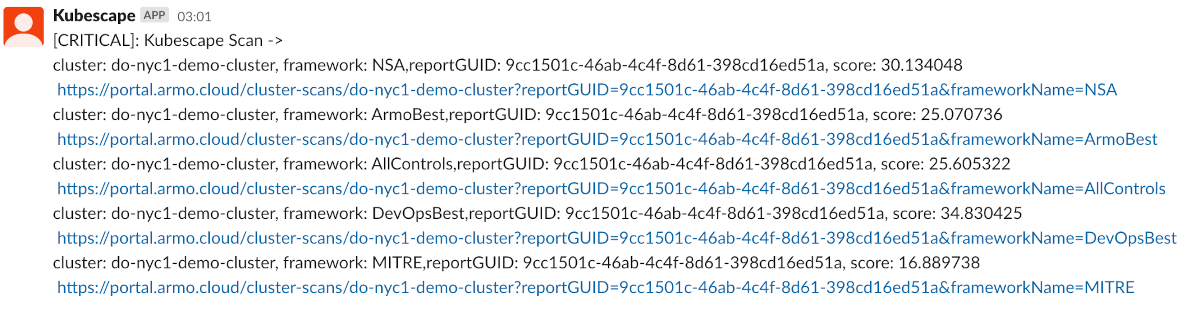 Kubescape APP 03:01
[CRITICAL]: Kubescape Scan ->
cluster: do-nyc1-demo-cluster, framework: NSA,reportGUID: 9cc1501c-46ab-4c4f-8d61-398cd16ed51a, score: 30.134048
https://portal.armo.cloud/cluster-scans/do-nyc1-demo-cluster?reportGUID=9cc1501c-46ab-4c4f-8d61-398cd16ed51a&frameworkName=NSA
cluster: do-nyc1-demo-cluster, framework: ArmoBest,reportGUID: 9cc1501c-46ab-4c4f-8d61-398cd16ed51a, score: 25.070736
https://portal.armo.cloud/cluster-scans/do-nyc1-demo-cluster?reportGUID=9cc1501c-46ab-4c4f-8d61-398cd16ed51a&frameworkName=ArmoBest
cluster: do-nyc1-demo-cluster, framework: AllControls,reportGUID: 9cc1501c-46ab-4c4f-8d61-398cd16ed51a, score: 25.605322
https://portal.armo.cloud/cluster-scans/do-nyc1-demo-cluster?reportGUID=9cc1501c-46ab-4c4f-8d61-398cd16ed51a&frameworkName=AllControls
cluster: do-nyc1-demo-cluster, framework: DevOpsBest,reportGUID: 9cc1501c-46ab-4c4f-8d61-398cd16ed51a, score: 34.830425
https://portal.armo.cloud/cluster-scans/do-nyc1-demo-cluster?reportGUID=9cc1501c-46ab-4c4f-8d61-398cd16ed51a&frameworkName=DevOpsBest
cluster: do-nyc1-demo-cluster, framework: MITRE,reportGUID: 9cc1501c-46ab-4c4f-8d61-398cd16ed51a, score: 16.889738
https://portal.armo.cloud/cluster-scans/do-nyc1-demo-cluster?reportGUID=9cc1501c-46ab-4c4f-8d61-398cd16ed51a&frameworkName=MITRE